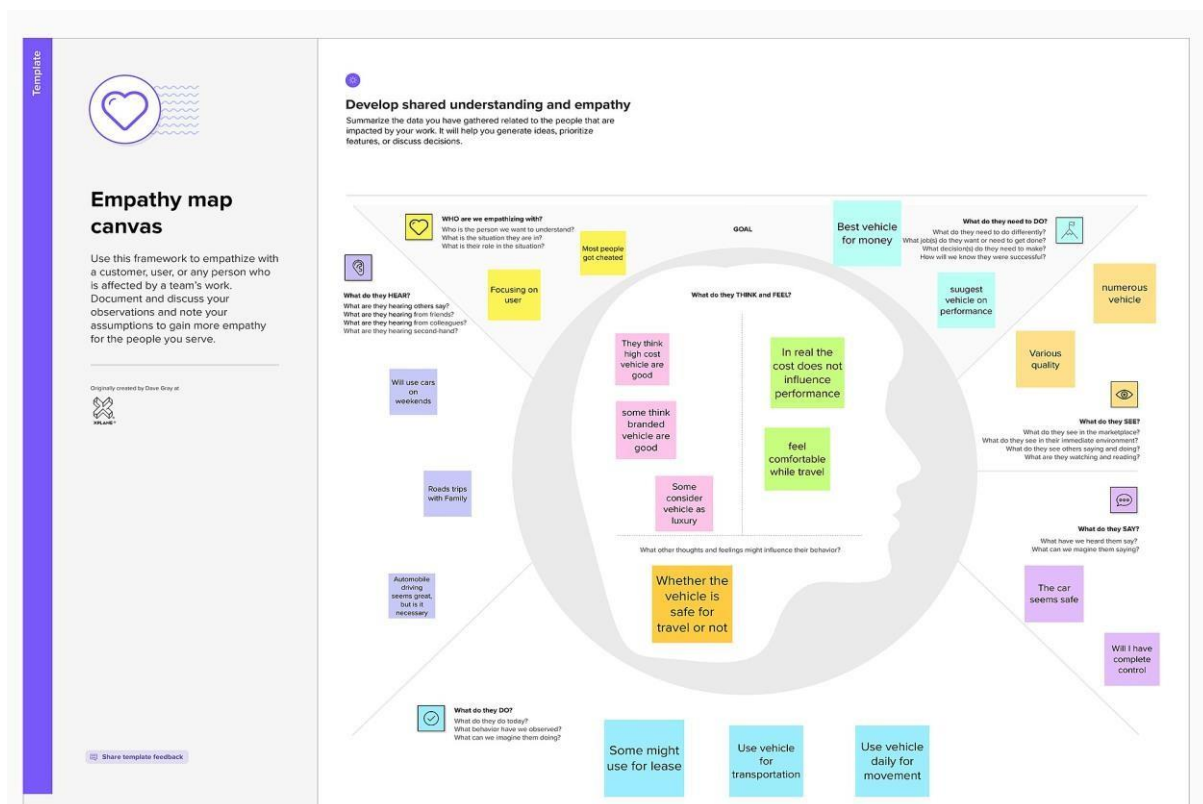 Template
Empathy map
canvas
Use this framework to empathize with
a customer, user, or any person who
is affected by a team's work.
Document and discuss your
observations and note your
assumptions to gain more empathy
for the people you serve.
Originally created by Dave Gray at
XPLANE
Share template feedback
Develop shared understanding and empathy
Summarize the data you have gathered related to the people that are
impacted by your work. It will help you generate ideas, prioritize
features, or discuss decisions.
WHO are we empathizing with?
Who is the person we want to understand?
What is the situation they are in?
What is their role in the situation?
Most people
got cheated
Focusing on
user
GOAL
Best vehicle
for money
What do they need to DO?
What do they need to do differently?
What job(s) do they want or need to get done?
What decision(s) do they need to make?
How will we know they were successful?
suugest
vehicle on
performance
numerous
vehicle
Various
quality
What do they SEE?
What do they see in the marketplace?
What do they see in their immediate environment?
What do they see others saying and doing?
What are they watching and reading?
What do they HEAR?
What are they hearing others say?
What are they hearing from friends?
What are they hearing from colleagues?
What are they hearing second-hand?
Will use cars
on
weekends
Roads trips
with Family
Automobile
driving
seems great,
but is it
necessary
What do they THINK and FEEL?
They think
high cost
vehicle are
good
some think
branded
vehicle are
good
Some
consider
vehicle as
luxury
In real the
cost does not
influence
performance
feel
comfortable
while travel
What other thoughts and feelings might influence their behavior?
Whether the
vehicle is
safe for
travel or not
What do they SAY?
What have we heard them say?
What can we magine them saying?
The car
seems safe
Will I have
complete
control
What do they DO?
What do they do today?
What behavior have we observed?
What can we imagine them doing?
Some might
use for lease
Use vehicle
for
transportation
Use vehicle
daily for
movement